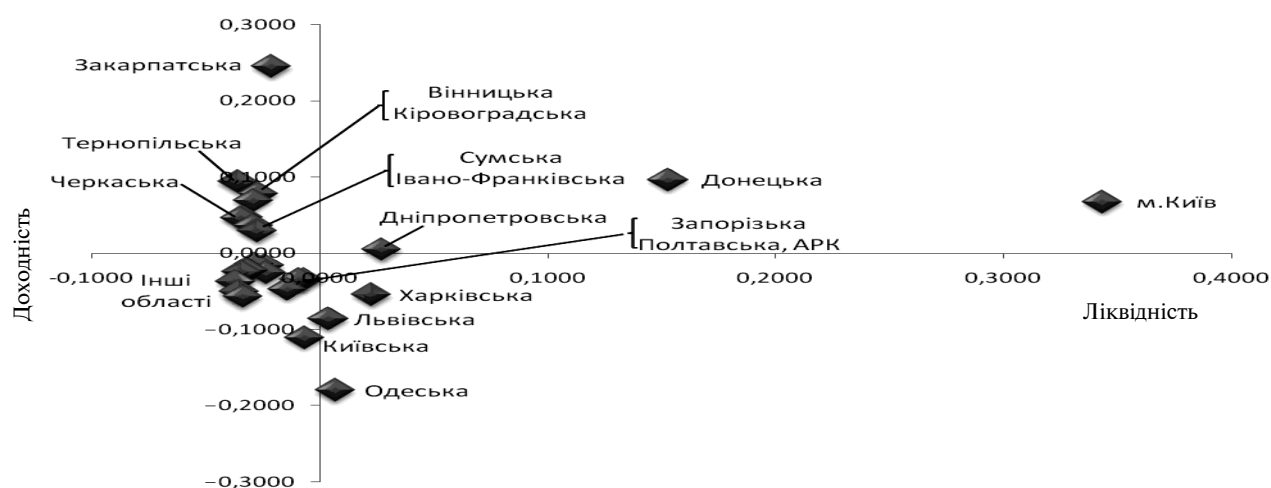 0,3000
Закарпатська
0,2000
Вінницька
Кіровоградська
Тернопільська
Сумська
0,1000
Івано-Франківська
Черкаська
Донецька
м.Київ
Дніпропетровська
Запорізька
Полтавська, АРК
0,0000
-0,1000
0,0000
0,1000
0,2000
0,3000
0,4000
Інші
області
Харківська
Ліквідність
Доходність
Львівська
-0,1000
Київська
Одеська
-0,2000
-0,3000